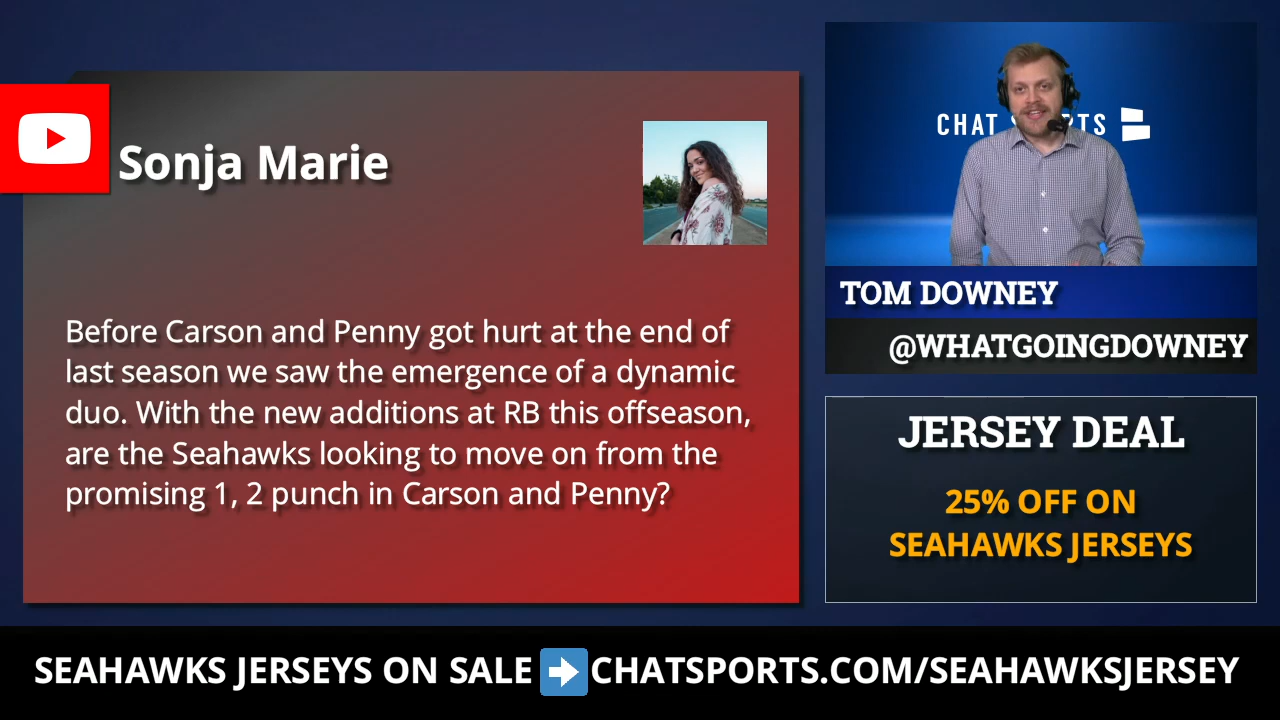 Sonja Marie
Before Carson and Penny got hurt at the end of
last season we saw the emergence of a dynamic
duo. With the new additions at RB this offseason,
are the Seahawks looking to move on from the
promising 1, 2 punch in Carson and Penny?
TOM DOWNEY
@WHATGOINGDOWNEY
JERSEY DEAL
25% OFF ON
SEAHAWKS JERSEYS
SEAHAWKS JERSEYS ON SALE ➡ CHATSPORTS.COM/SEAHAWKSJERSEY